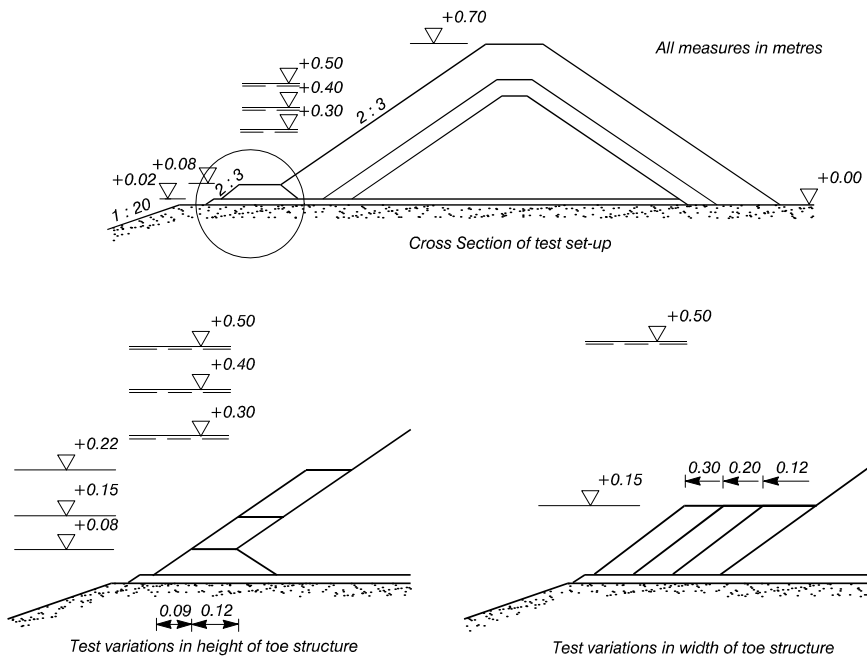 +0.70
All measures in metres
+0.50
+0.40
+0.30
2 : 3
+0.08
+0.02
2 : 3
1 : 20
+0.00
Cross Section of test set-up
+0.50
+0.40
+0.30
+0.22
+0.15
+0.08
0.09 0.12
Test variations in height of toe structure
+0.50
0.30 0.20 0.12
+0.15
Test variations in width of toe structure